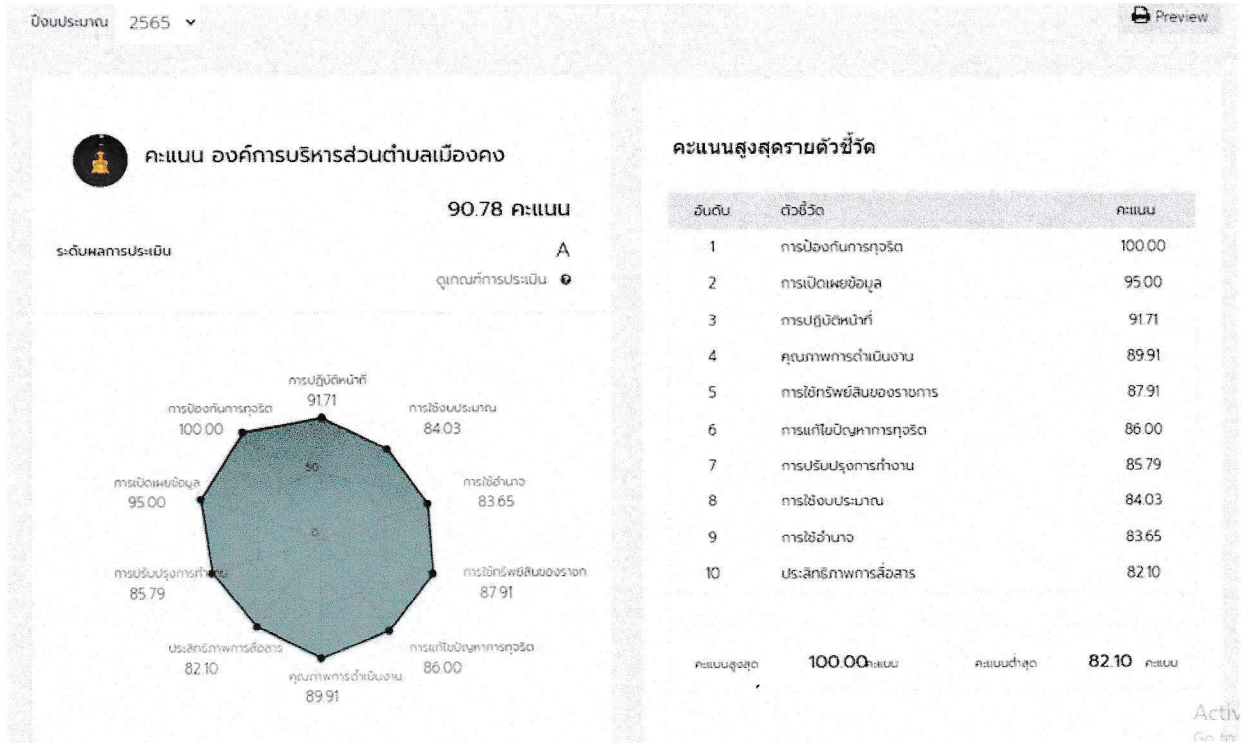 ปีงบประมาณ 2565
Preview
คะแนน องค์การบริหารส่วนตำบลเมืองคง
90.78 คะแนน
ระดับผลการประเมิน A
ดูเกณฑ์การประเมิน
การปฏิบัติหน้าที่
91.71
การป้องกันการทุจริต
100.00
การใช้งบประมาณ
84.03
50
การเปิดเผยข้อมูล
95.00
การใช้อำนาจ
83.65
0
การปรับปรุงการทำงาน
85.79
การใช้ทรัพย์สินของราชก
87.91
ประสิทธิภาพการสื่อสาร
82.10
การแก้ไขปัญหาการทุจริต
86.00
คุณภาพการดำเนินงาน
89.91
คะแนนสูงสุดรายตัวชี้วัด
อันดับ ตัวชี้วัด คะแนน
1 การป้องกันการทุจริต 100.00
2 การเปิดเผยข้อมูล 95.00
3 การปฏิบัติหน้าที่ 91.71
4 คุณภาพการดำเนินงาน 89.91
5 การใช้ทรัพย์สินของราชการ 87.91
6 การแก้ไขปัญหาการทุจริต 86.00
7 การปรับปรุงการทำงาน 85.79
8 การใช้งบประมาณ 84.03
9 การใช้อำนาจ 83.65
10 ประสิทธิภาพการสื่อสาร 82.10
คะแนนสูงสุด 100.00คะแนน คะแนนต่ำสุด 82.10 คะแนน
Activ
Go to